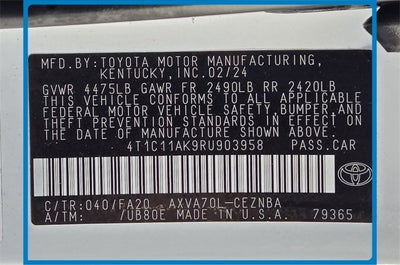 MFD.BY:TOYOTA MOTOR MANUFACTURING,
KENTUCKY, INC. 02/24
GVWR 4475LB GAWR FR 2490LB RR 2420LB
THIS VEHICLE CONFORMS TO ALL APPLICABLE
FEDERAL MOTOR VEHICLE SAFETY,BUMPER,AND
THEFT PREVENTION STANDARDS IN EFFECT ON
THE DATE OF MANUFACTURE SHOWN ABOVE.
4T1C11AK9RU903958 PASS.CAR
C/TR:040/FA20 AXVA70L-CEZNBA
A/TM: /UB80E MADE IN U.S.A. 79365
TOYOTA